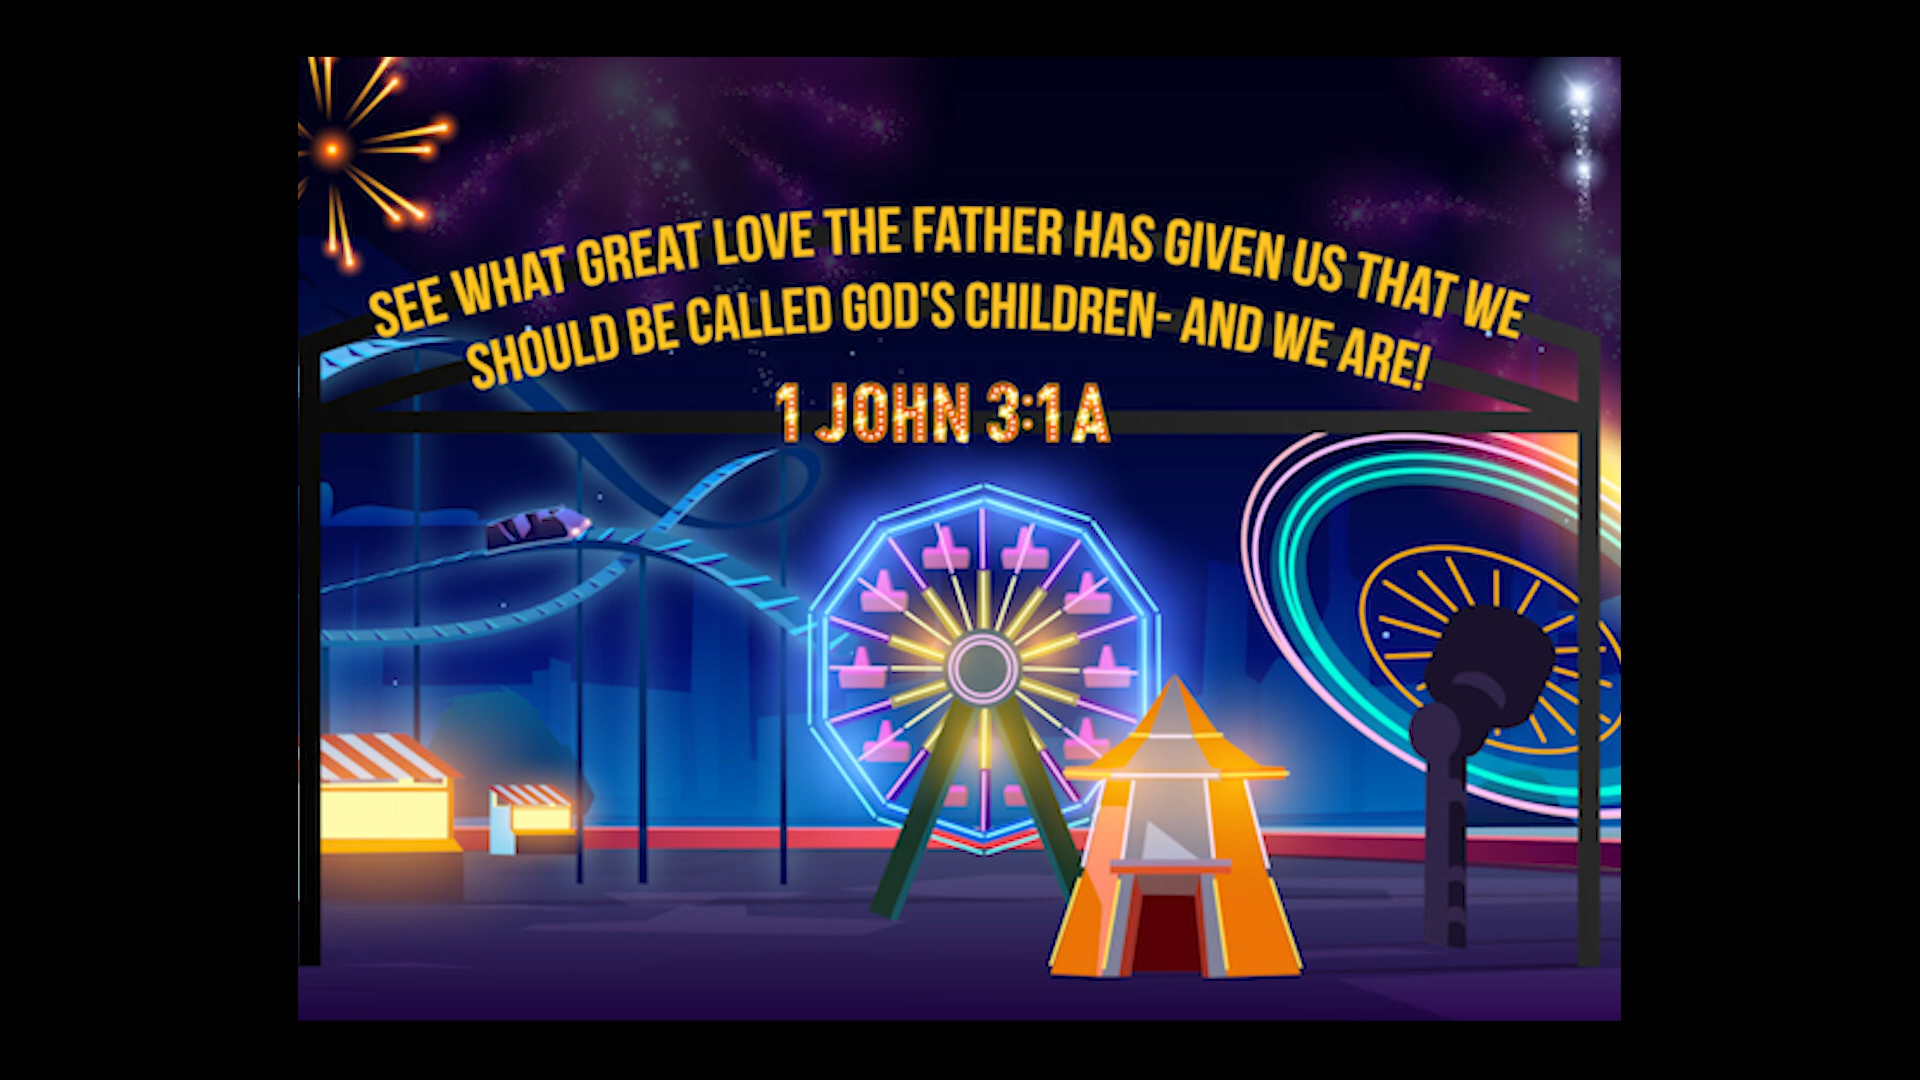 SEE WHAT GREAT LOVE THE FATHER HAS GIVEN US THAT WE
SHOULD BE CALLED GOD'S CHILDREN- AND WE ARE!
1 JOHN 3:1A